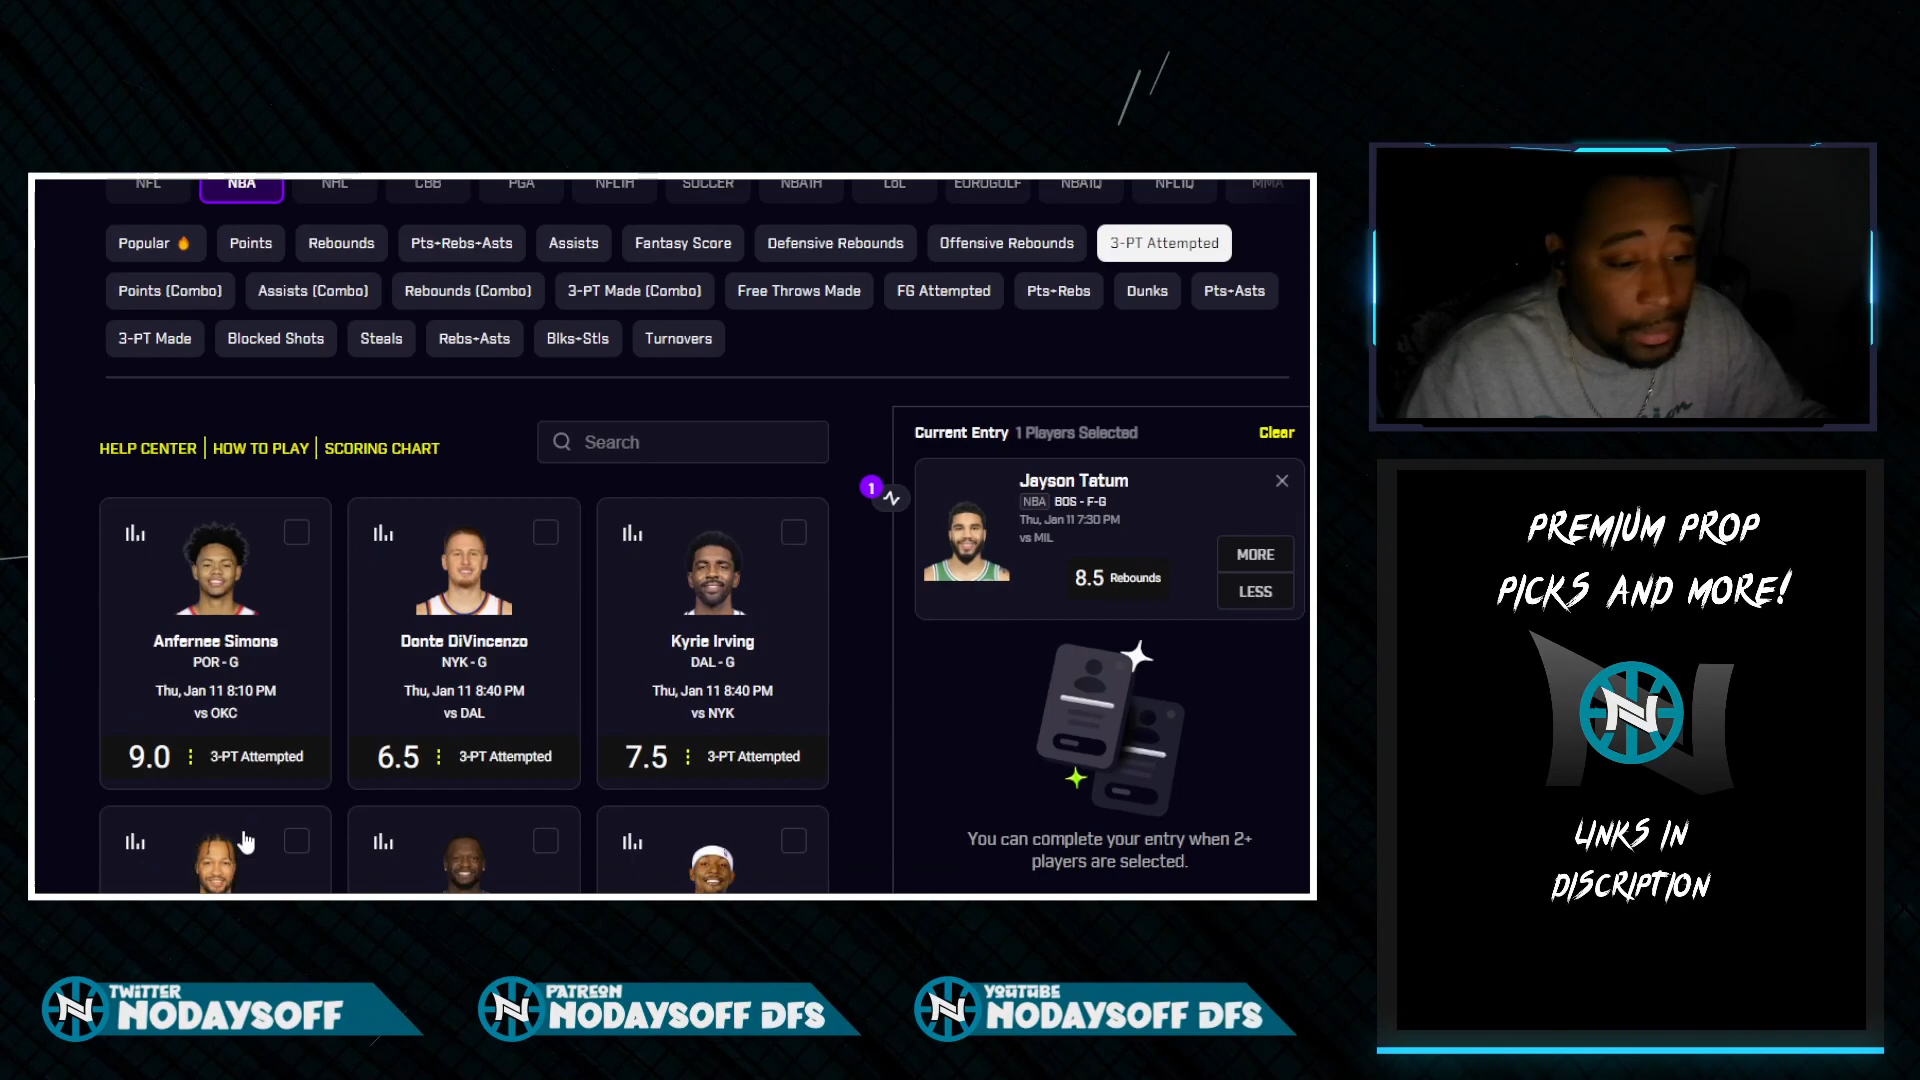 NFL NBA NHL CBB PGA NFL1H SOCCER NBA1H LoL EUROGOLF NBA1Q NFL1Q MMA
Popular Points Rebounds Pts+Rebs+Asts Assists Fantasy Score Defensive Rebounds Offensive Rebounds 3-PT Attempted
Points (Combo) Assists (Combo) Rebounds (Combo) 3-PT Made (Combo) Free Throws Made FG Attempted Pts+Rebs Dunks Pts+Asts
3-PT Made Blocked Shots Steals Rebs+Asts Blks+Stls Turnovers
HELP CENTER HOW TO PLAY SCORING CHART
Search
Anfernee Simons
POR - G
Thu, Jan 11 8:10 PM
vs OKC
9.0 3-PT Attempted
Donte DiVincenzo
NYK - G
Thu, Jan 11 8:40 PM
vs DAL
6.5 3-PT Attempted
Kyrie Irving
DAL - G
Thu, Jan 11 8:40 PM
vs NYK
7.5 3-PT Attempted
Current Entry 1 Players Selected Clear
1
Jayson Tatum
NBA BOS - F-G
Thu, Jan 11 7:30 PM
vs MIL
8.5 Rebounds
MORE
LESS
You can complete your entry when 2+
players are selected.
PREMIUM PROP
PICKS AND MORE!
N
LINKS IN
DISCRIPTION
N
TWITTER
NODAYSOFF
N
PATREON
NODAYSOFF DFS
N
YOUTUBE
NODAYSOFF DFS